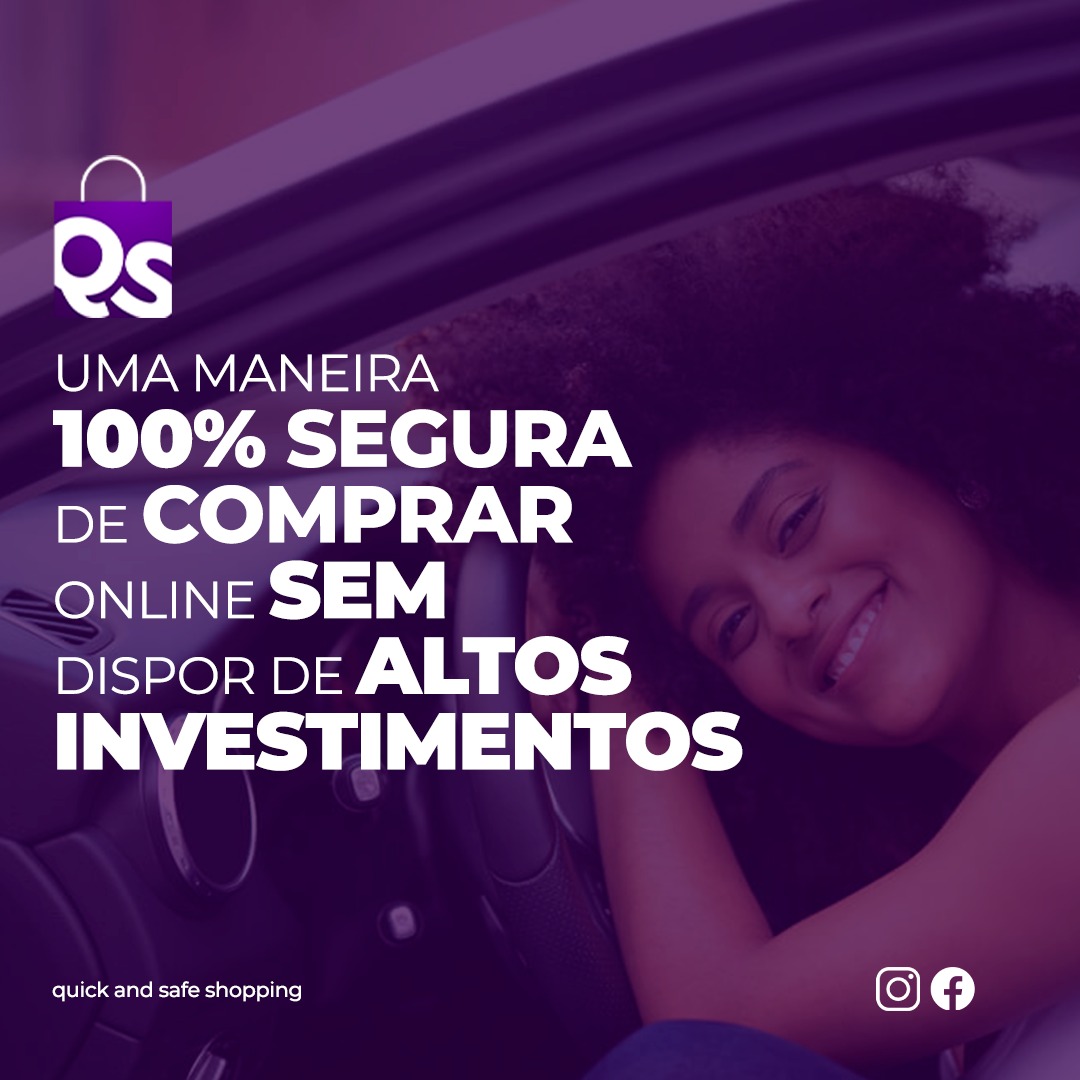 QS
UMA MANEIRA
100% SEGURA
DE COMPRAR
ONLINE SEM
DISPOR DE ALTOS
INVESTIMENTOS
quick and safe shopping